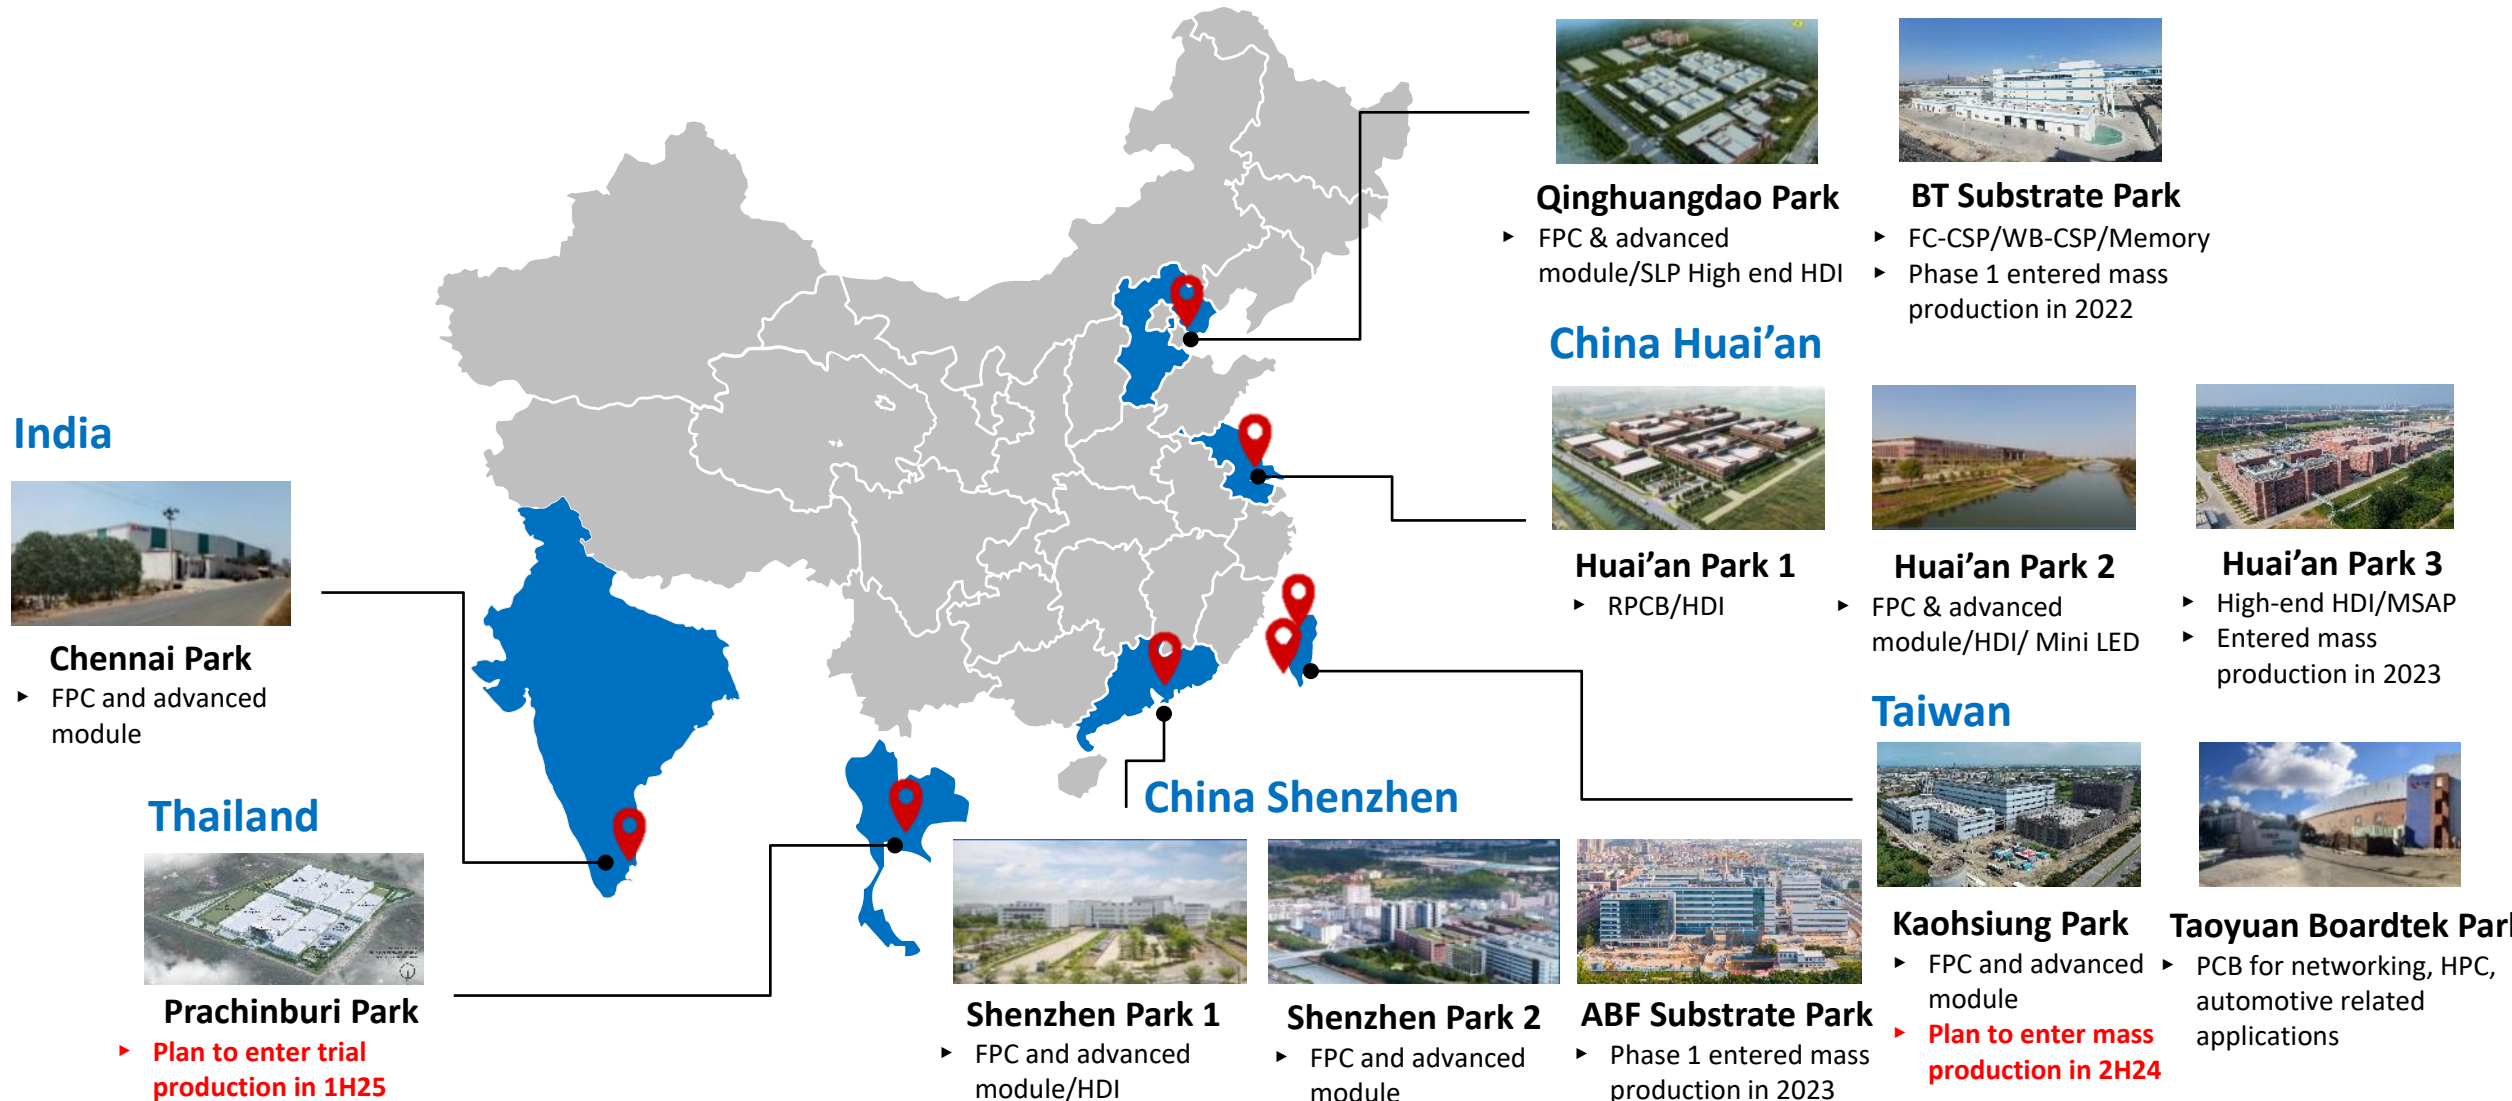 Qinghuangdao Park
▸ FPC & advanced
module/SLP High end HDI
BT Substrate Park
▸ FC-CSP/WB-CSP/Memory
▸ Phase 1 entered mass
production in 2022
China Huai’an
Huai’an Park 1
▸ RPCB/HDI
Huai’an Park 2
▸ FPC & advanced
module/HDI/ Mini LED
Huai’an Park 3
▸ High-end HDI/MSAP
▸ Entered mass
production in 2023
India
Chennai Park
▸ FPC and advanced
module
Thailand
Prachinburi Park
▸ Plan to enter trial
production in 1H25
China Shenzhen
Shenzhen Park 1
▸ FPC and advanced
module/HDI
Shenzhen Park 2
▸ FPC and advanced
module
ABF Substrate Park
▸ Phase 1 entered mass
production in 2023
Taiwan
Kaohsiung Park
▸ FPC and advanced
module
▸ Plan to enter mass
production in 2H24
Taoyuan Boardtek Park
▸ PCB for networking, HPC,
automotive related
applications